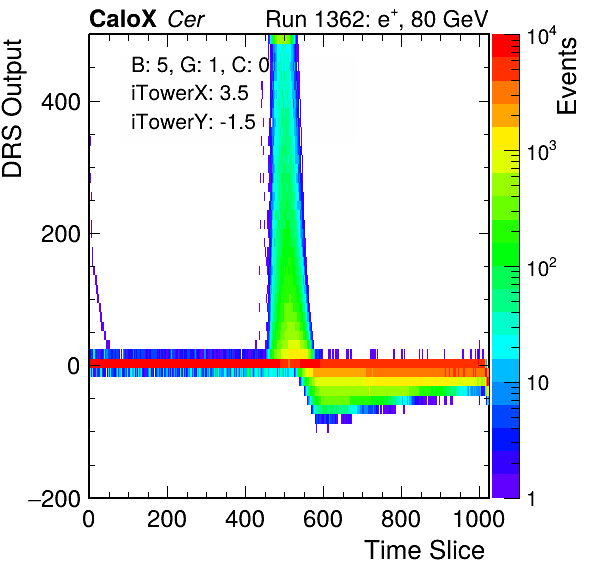 CaloX Cer Run 1362: e⁺, 80 GeV
B: 5, G: 1, C: 0
iTowerX: 3.5
iTowerY: -1.5
DRS Output
400
200
0
−200
0 200 400 600 800 1000
Time Slice
Events
10⁴
10³
10²
10
1